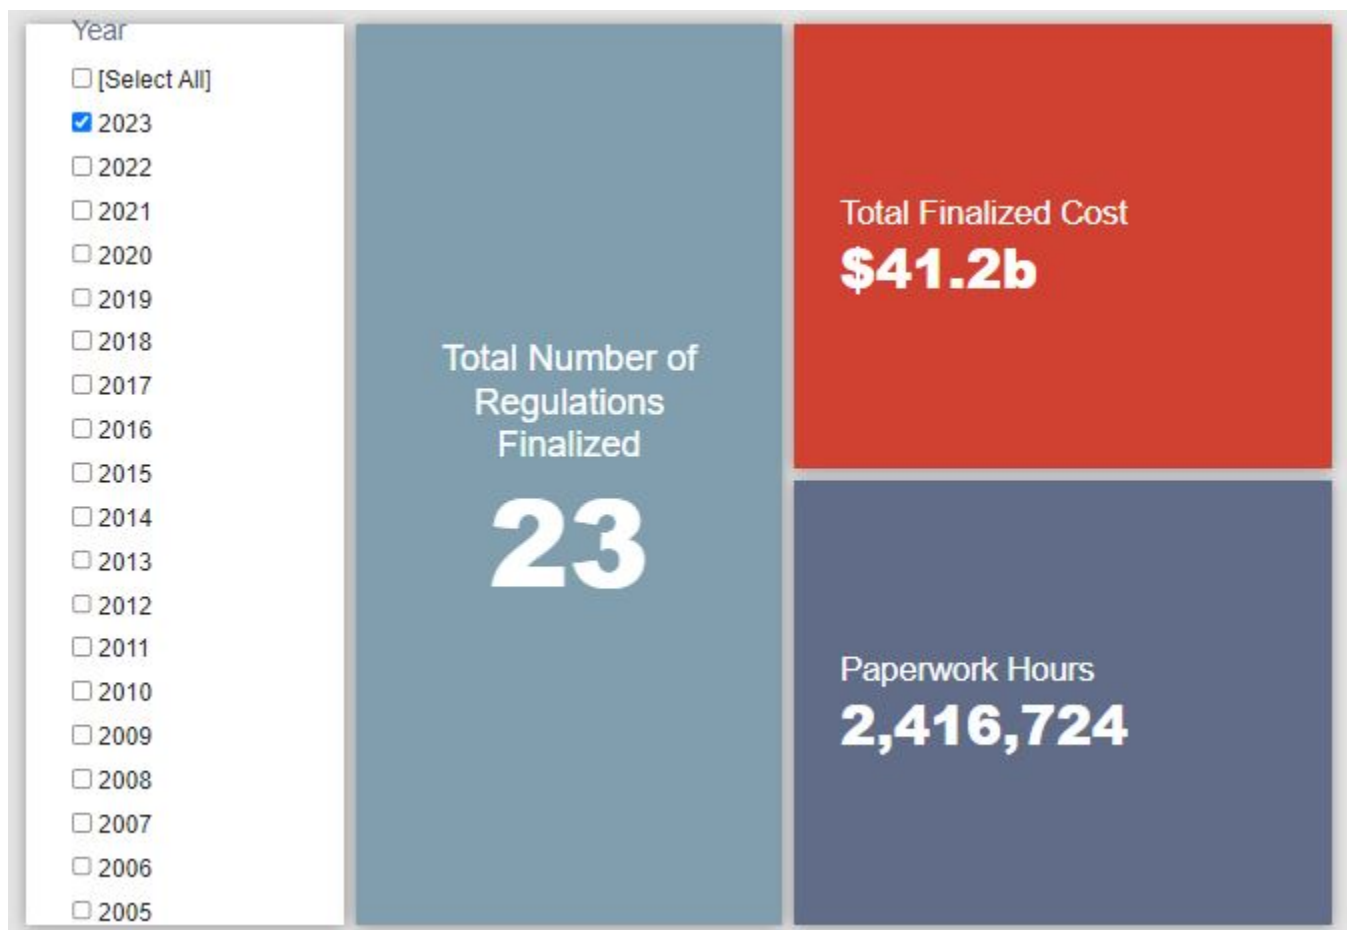 Year
[Select All]
2023
2022
2021
2020
2019
2018
2017
2016
2015
2014
2013
2012
2011
2010
2009
2008
2007
2006
2005
Total Number of
Regulations
Finalized
23
Total Finalized Cost
$41.2b
Paperwork Hours
2,416,724